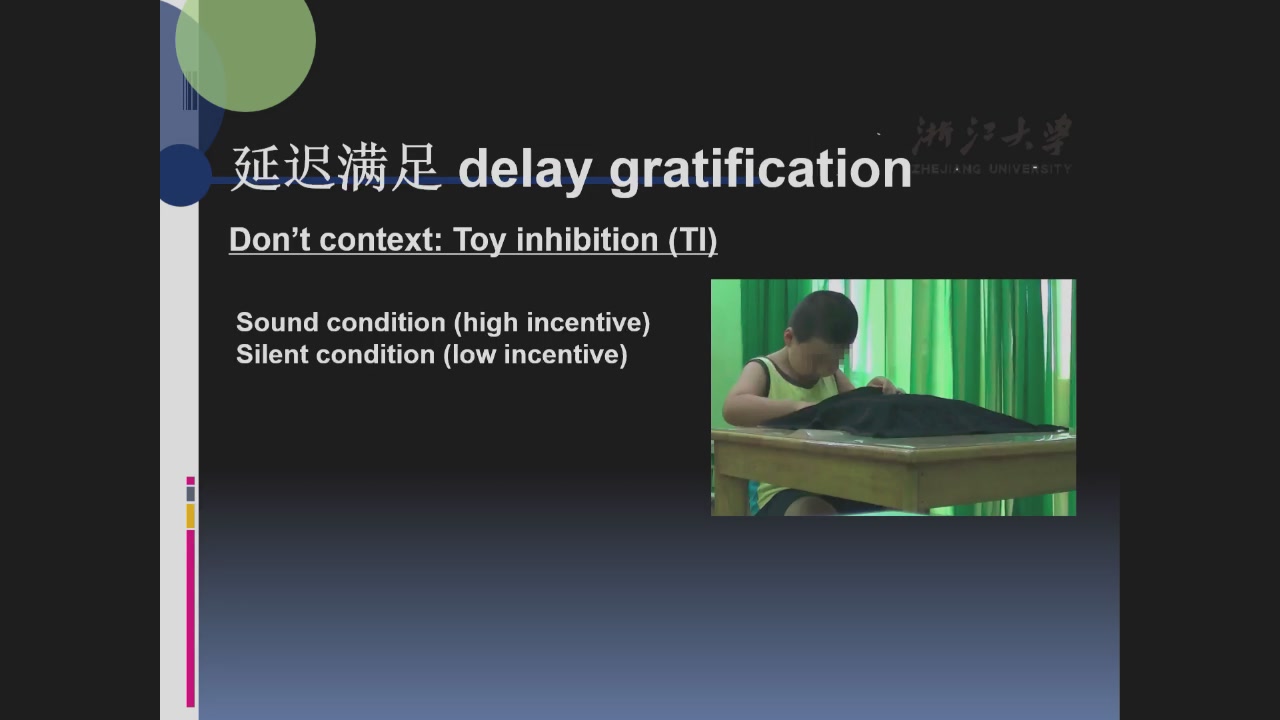 浙江大学
ZHEJIANG UNIVERSITY
延迟满足 delay gratification
Don’t context: Toy inhibition (TI)
Sound condition (high incentive)
Silent condition (low incentive)